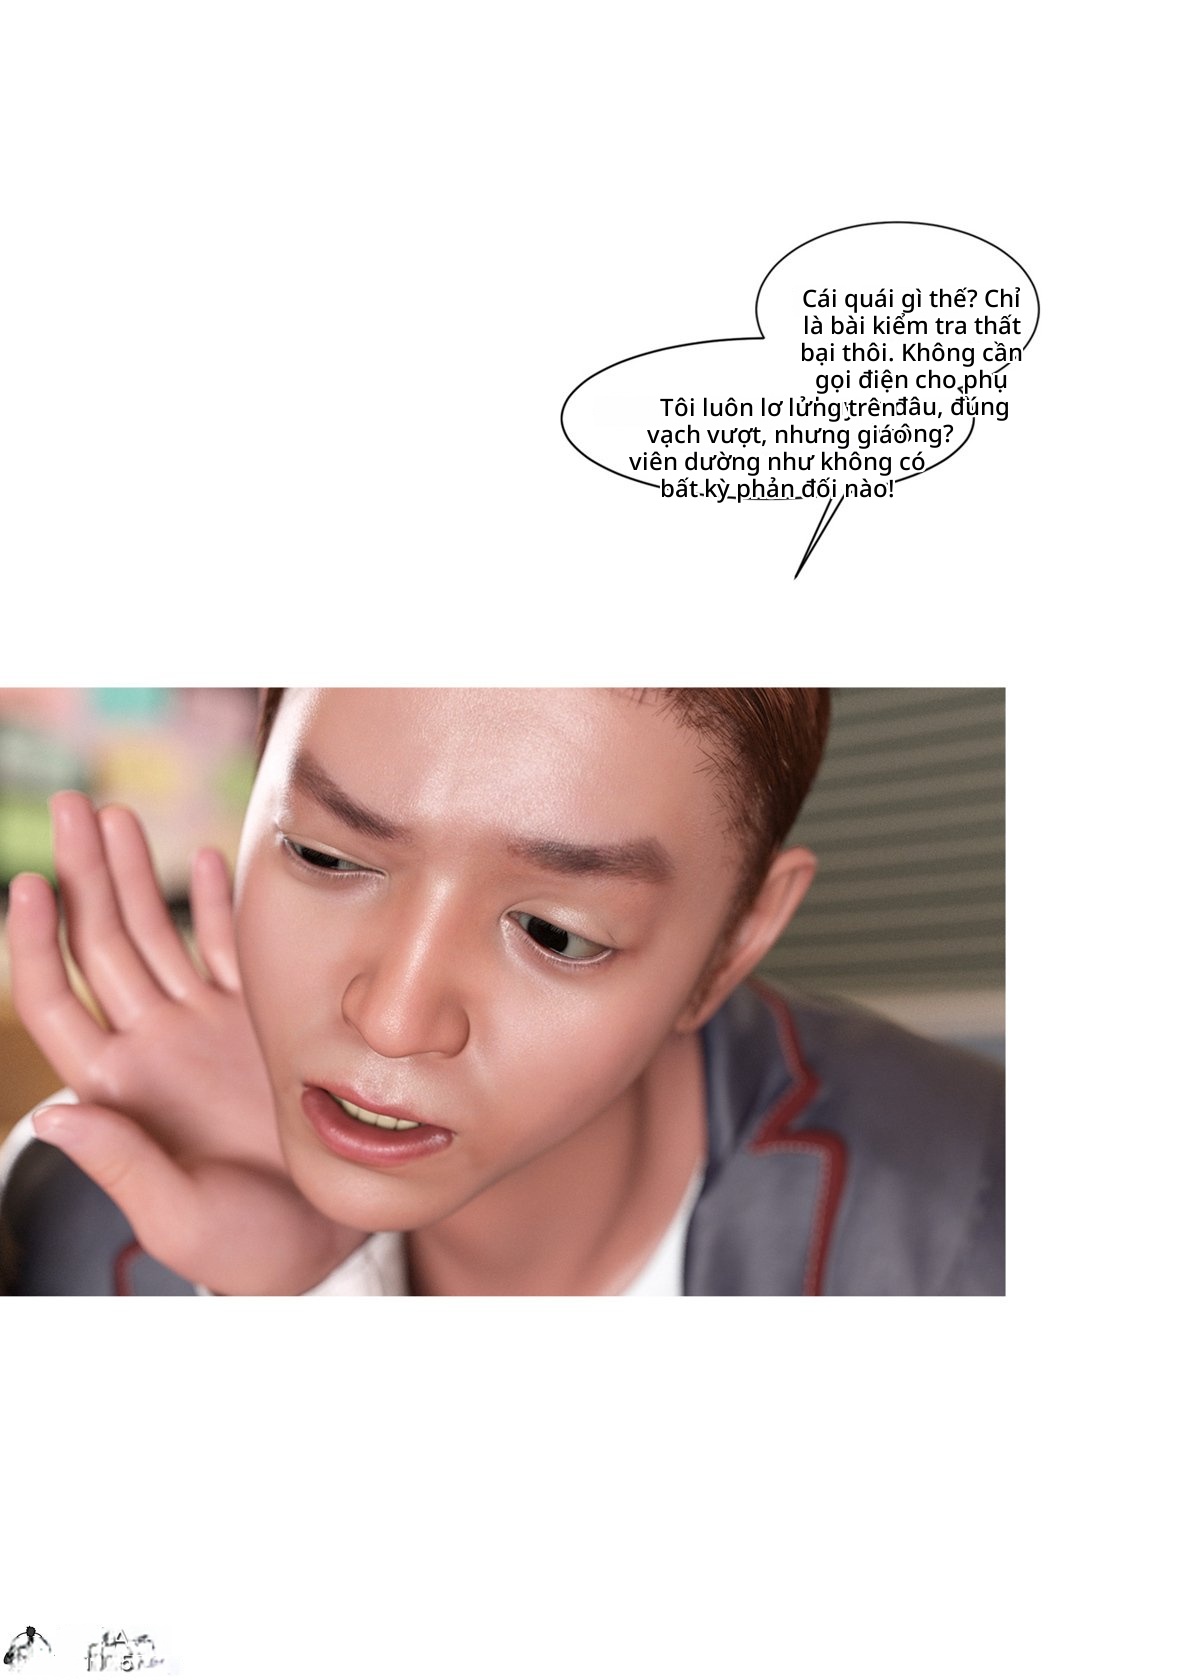 Cái quái gì thế? Chỉ
là bài kiểm tra thất
bại thôi. Không cần
gọi điện cho phụ
đâu, đúng
ông?
Tôi luôn lơ lửng trên
vạch vượt, nhưng giáo
viên dường như không có
bất kỳ phản đối nào!